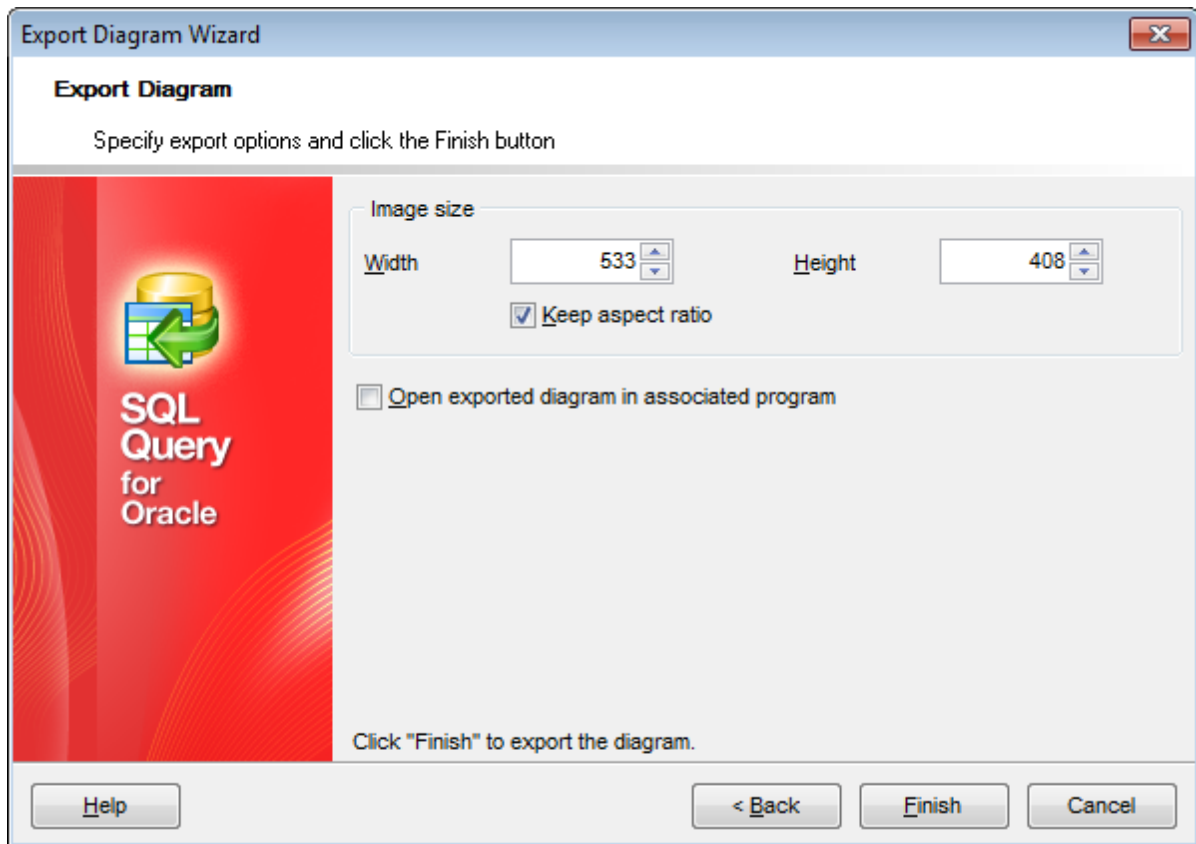 Export Diagram Wizard
Export Diagram
Specify export options and click the Finish button
Image size
Width 533 Height 408
Keep aspect ratio
Open exported diagram in associated program
SQL
Query
for
Oracle
Click "Finish" to export the diagram.
Help < Back Finish Cancel